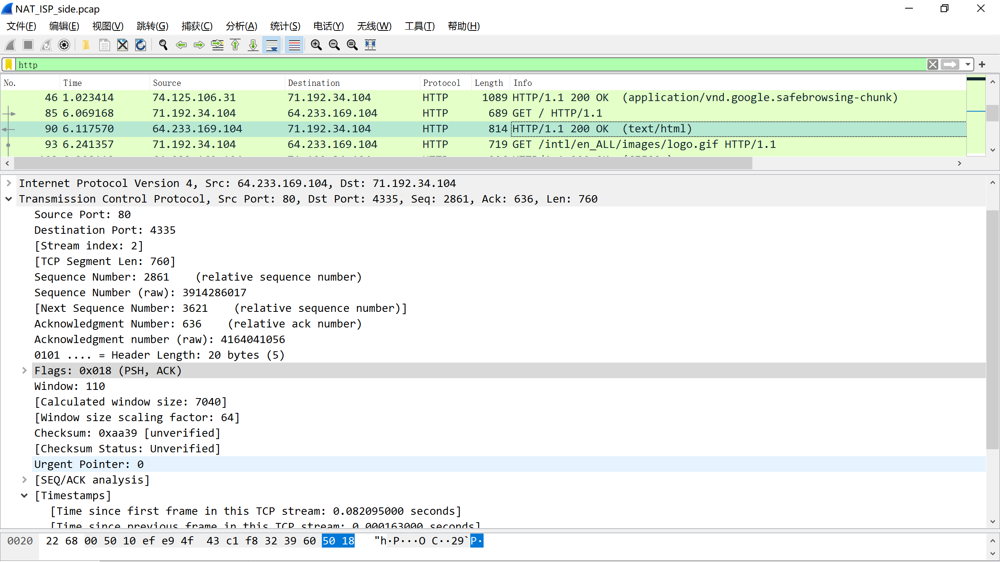 NAT_ISP_side.pcap
文件(F) 编辑(E) 视图(V) 跳转(G) 捕获(C) 分析(A) 统计(S) 电话(Y) 无线(W) 工具(T) 帮助(H)
http
No. Time Source Destination Protocol Length Info
46 1.023414 74.125.106.31 71.192.34.104 HTTP 1089 HTTP/1.1 200 OK (application/vnd.google.safebrowsing-chunk)
85 6.069168 71.192.34.104 64.233.169.104 HTTP 689 GET / HTTP/1.1
90 6.117570 64.233.169.104 71.192.34.104 HTTP 814 HTTP/1.1 200 OK (text/html)
93 6.241357 71.192.34.104 64.233.169.104 HTTP 719 GET /intl/en_ALL/images/logo.gif HTTP/1.1
Internet Protocol Version 4, Src: 64.233.169.104, Dst: 71.192.34.104
Transmission Control Protocol, Src Port: 80, Dst Port: 4335, Seq: 2861, Ack: 636, Len: 760
Source Port: 80
Destination Port: 4335
[Stream index: 2]
[TCP Segment Len: 760]
Sequence Number: 2861 (relative sequence number)
Sequence Number (raw): 3914286017
[Next Sequence Number: 3621 (relative sequence number)]
Acknowledgment Number: 636 (relative ack number)
Acknowledgment number (raw): 4164041056
0101 .... = Header Length: 20 bytes (5)
Flags: 0x018 (PSH, ACK)
Window: 110
[Calculated window size: 7040]
[Window size scaling factor: 64]
Checksum: 0xaa39 [unverified]
[Checksum Status: Unverified]
Urgent Pointer: 0
[SEQ/ACK analysis]
[Timestamps]
[Time since first frame in this TCP stream: 0.082095000 seconds]
[Time since previous frame in this TCP stream: 0.000163000 seconds]
0020 22 68 00 50 10 ef e9 4f 43 c1 f8 32 39 60 50 18 "h·P···O C··29`P·